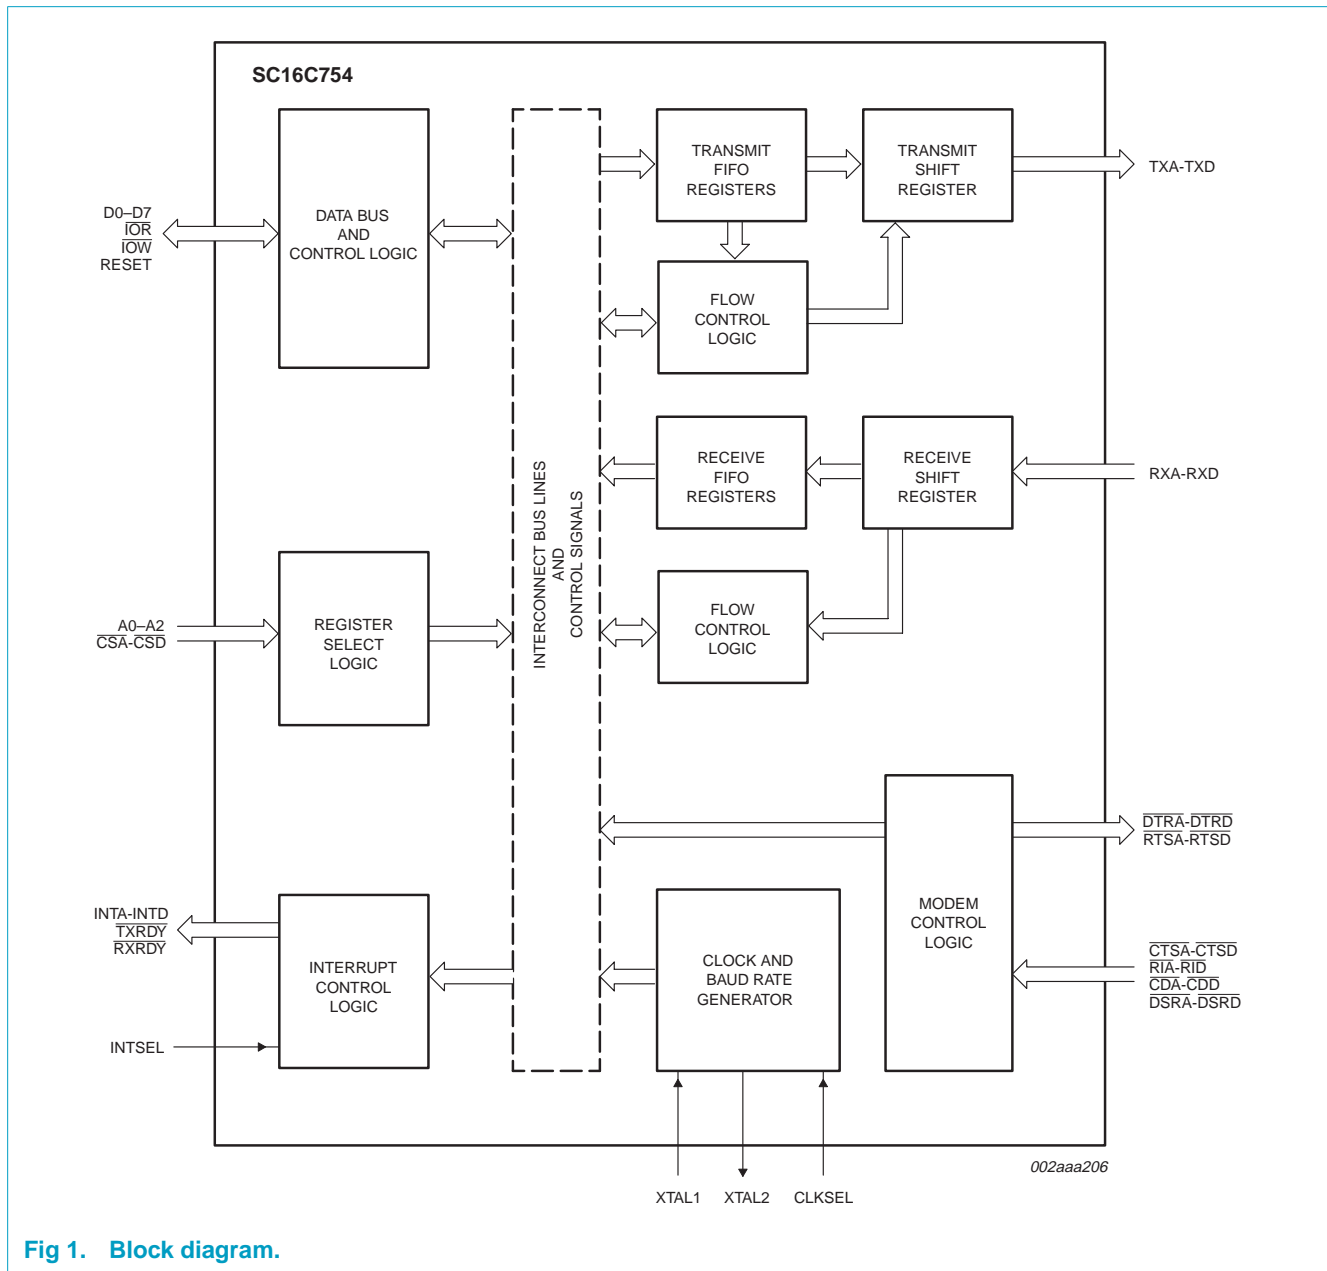 SC16C754
D0–D7
IOR
IOW
RESET
DATA BUS
AND
CONTROL LOGIC
TRANSMIT
FIFO
REGISTERS
TRANSMIT
SHIFT
REGISTER
TXA-TXD
FLOW
CONTROL
LOGIC
RECEIVE
FIFO
REGISTERS
RECEIVE
SHIFT
REGISTER
RXA-RXD
INTERCONNECT BUS LINES
AND
CONTROL SIGNALS
A0–A2
CSA-CSD
REGISTER
SELECT
LOGIC
FLOW
CONTROL
LOGIC
DTRA-DTRD
RTSA-RTSD
MODEM
CONTROL
LOGIC
CTSA-CTSD
RIA-RID
CDA-CDD
DSRA-DSRD
INTA-INTD
TXRDY
RXRDY
INTERRUPT
CONTROL
LOGIC
CLOCK AND
BAUD RATE
GENERATOR
INTSEL
XTAL1
XTAL2
CLKSEL
002aaa206
Fig 1. Block diagram.